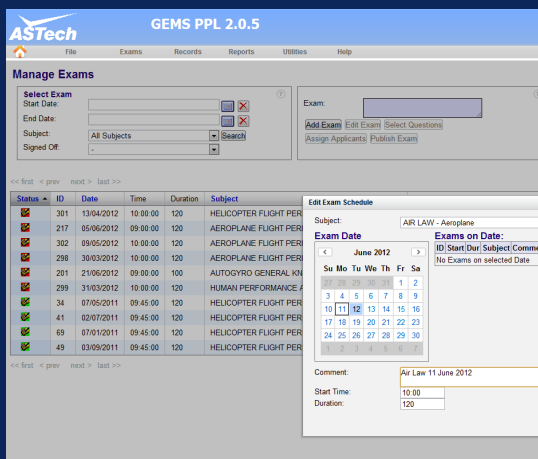 ASTech
GEMS PPL 2.0.5
File Exams Records Reports Utilities Help
Manage Exams
Select Exam
Start Date:
End Date:
Subject: All Subjects Search
Signed Off: -
Exam:
Add Exam Edit Exam Select Questions
Assign Applicants Publish Exam
<< first < prev next > last >>
Status ID Date Time Duration Subject
301 13/04/2012 10:00:00 120 HELICOPTER FLIGHT PER
217 05/06/2012 09:00:00 120 AEROPLANE FLIGHT PER
302 09/05/2012 10:00:00 120 HELICOPTER FLIGHT PER
298 30/03/2012 10:00:00 120 AEROPLANE FLIGHT PER
201 21/06/2012 09:00:00 100 AUTOGYRO GENERAL KN
299 31/03/2012 10:00:00 120 HUMAN PERFORMANCE A
34 07/05/2011 09:45:00 120 HELICOPTER FLIGHT PER
41 02/07/2011 09:45:00 120 HELICOPTER FLIGHT PER
69 07/01/2011 09:45:00 120 HELICOPTER FLIGHT PER
49 03/09/2011 09:45:00 120 HELICOPTER FLIGHT PER
<< first < prev next > last >>
Edit Exam Schedule
Subject: AIR LAW - Aeroplane
Exam Date
June 2012
Su Mo Tu We Th Fr Sa
27 28 29 30 31 1 2
3 4 5 6 7 8 9
10 11 12 13 14 15 16
17 18 19 20 21 22 23
24 25 26 27 28 29 30
1 2 3 4 5 6 7
Exams on Date:
ID Start Dur Subject Comme
No Exams on selected Date
Comment: Air Law 11 June 2012
Start Time: 10:00
Duration: 120